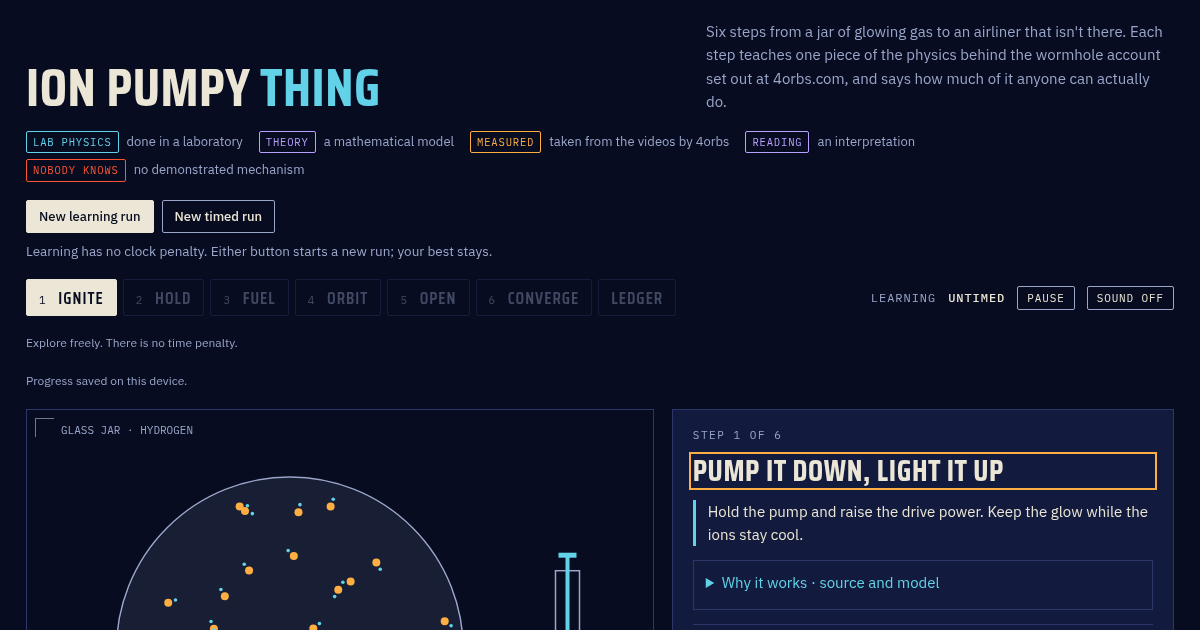 Six steps from a jar of glowing gas to an airliner that isn't there. Each
step teaches one piece of the physics behind the wormhole account
set out at 4orbs.com, and says how much of it anyone can actually
do.
ION PUMPY THING
LAB PHYSICS done in a laboratory THEORY a mathematical model MEASURED taken from the videos by 4orbs READING an interpretation
NOBODY KNOWS no demonstrated mechanism
New learning run New timed run
Learning has no clock penalty. Either button starts a new run; your best stays.
1 IGNITE 2 HOLD 3 FUEL 4 ORBIT 5 OPEN 6 CONVERGE LEDGER LEARNING UNTIMED PAUSE SOUND OFF
Explore freely. There is no time penalty.
Progress saved on this device.
GLASS JAR · HYDROGEN
STEP 1 OF 6
PUMP IT DOWN, LIGHT IT UP
Hold the pump and raise the drive power. Keep the glow while the
ions stay cool.
Why it works · source and model